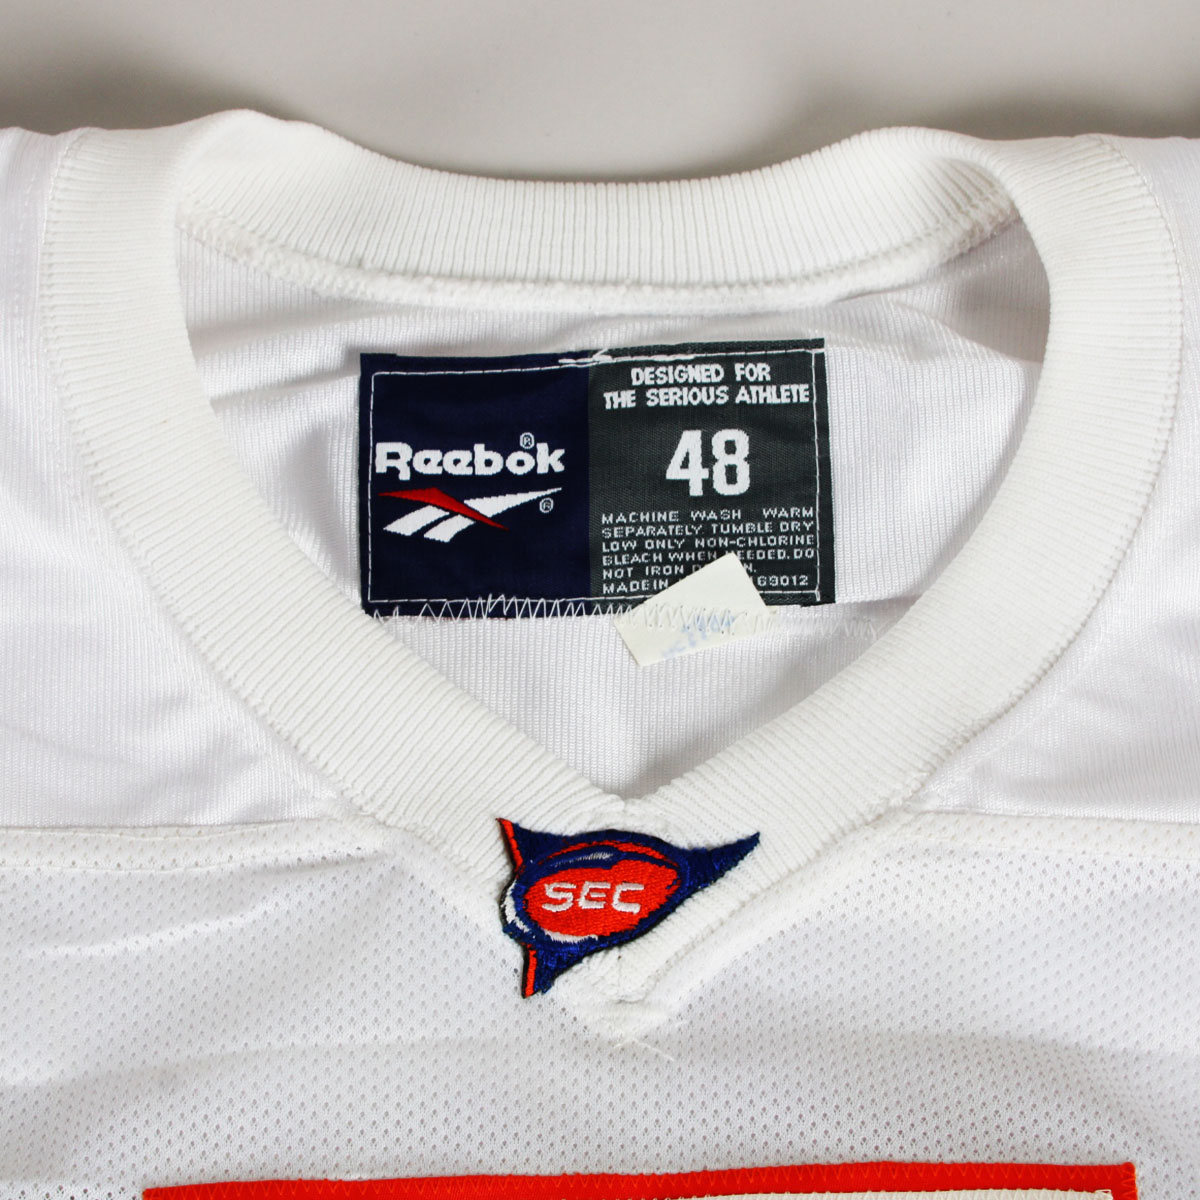 Reebok®
®
DESIGNED FOR
THE SERIOUS ATHLETE
48
MACHINE WASH WARM
SEPARATELY TUMBLE DRY
LOW ONLY NON-CHLORINE
BLEACH WHEN NEEDED. DO
NOT IRON
MADE IN 169012
SEC